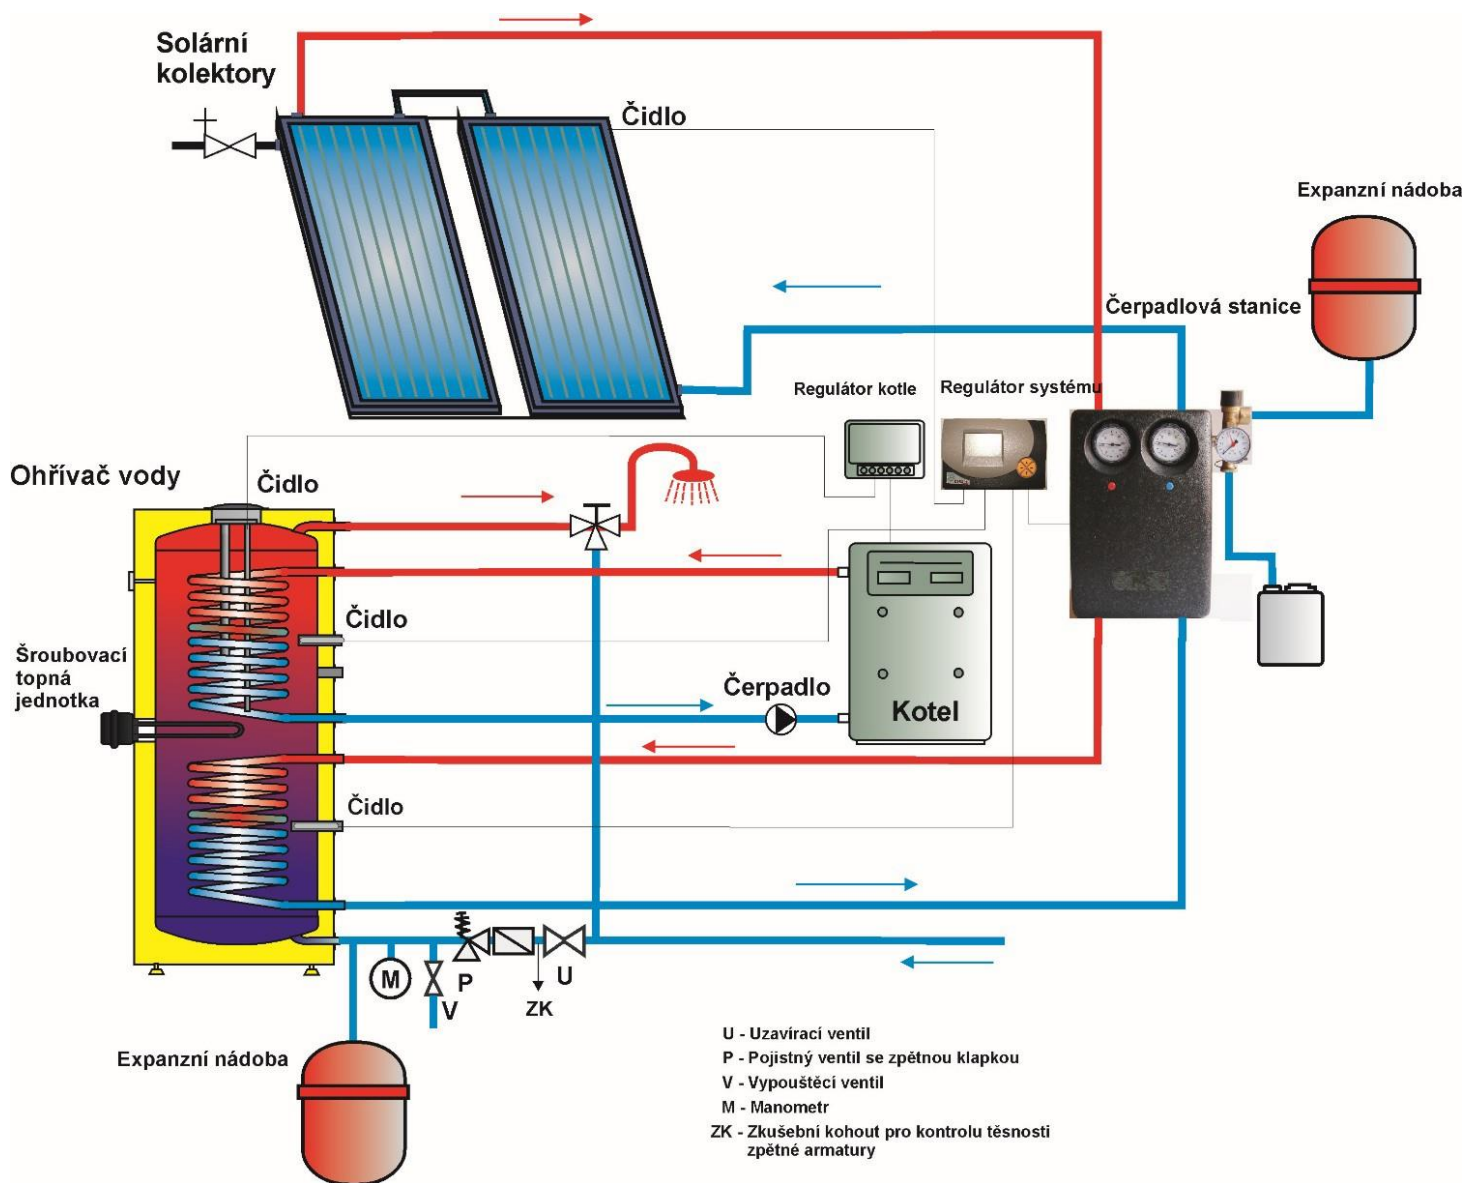 Solární
kolektory
Čidlo
Expanzní nádoba
Čerpadlová stanice
Regulátor kotle
Regulátor systému
Ohřívač vody
Čidlo
Čidlo
Šroubovací
topná
jednotka
Čerpadlo
Kotel
Čidlo
M
V
P
ZK
U
Expanzní nádoba
U - Uzavírací ventil
P - Pojistný ventil se zpětnou klapkou
V - Vypouštěcí ventil
M - Manometr
ZK - Zkušební kohout pro kontrolu těsnosti
zpětné armatury